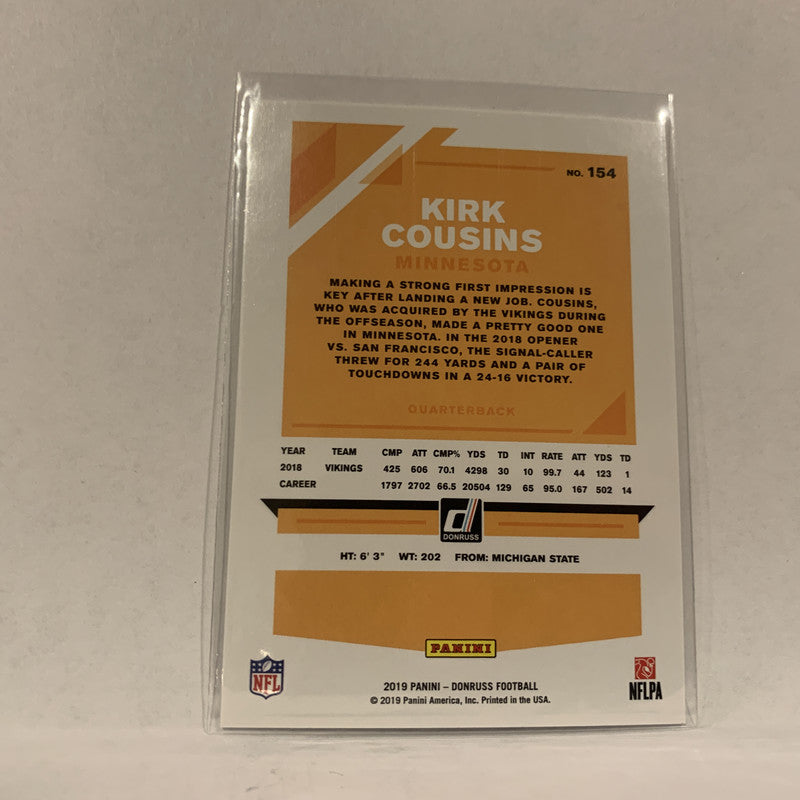 NO. 154
KIRK
COUSINS
MINNESOTA
MAKING A STRONG FIRST IMPRESSION IS
KEY AFTER LANDING A NEW JOB. COUSINS,
WHO WAS ACQUIRED BY THE VIKINGS DURING
THE OFFSEASON, MADE A PRETTY GOOD ONE
IN MINNESOTA. IN THE 2018 OPENER
VS. SAN FRANCISCO, THE SIGNAL-CALLER
THREW FOR 244 YARDS AND A PAIR OF
TOUCHDOWNS IN A 24-16 VICTORY.
QUARTERBACK
YEAR TEAM CMP ATT CMP% YDS TD INT RATE ATT YDS TD
2018 VIKINGS 425 606 70.1 4298 30 10 99.7 44 123 1
CAREER 1797 2702 66.5 20504 129 65 95.0 167 502 14
d
DONRUSS
HT: 6' 3" WT: 202 FROM: MICHIGAN STATE
PANINI
NFL
2019 PANINI – DONRUSS FOOTBALL
© 2019 Panini America, Inc. Printed in the USA.
NFLPA